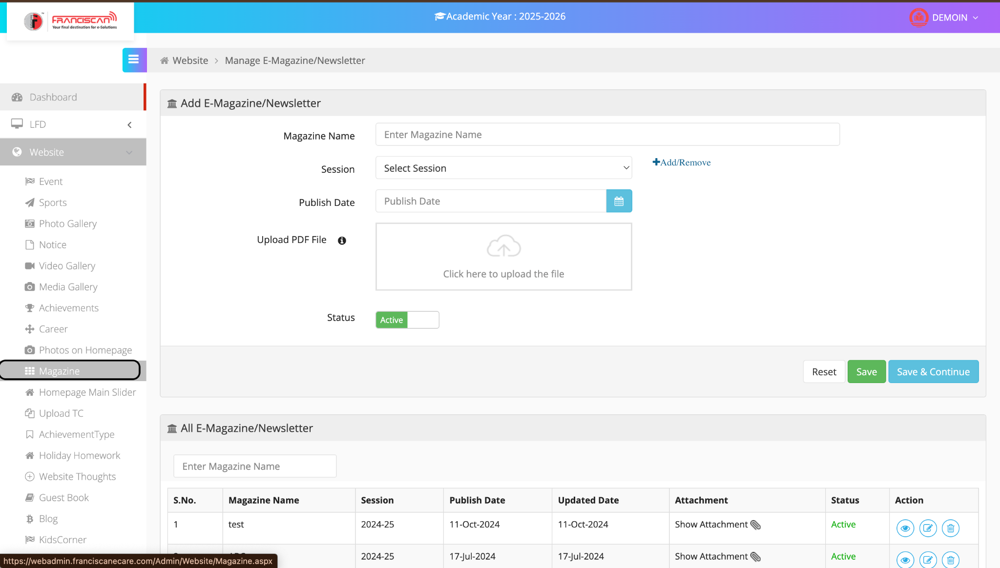 FRANCISCAN
Your final destination for e-Solutions
Academic Year : 2025-2026
DEMOIN
Website > Manage E-Magazine/Newsletter
Dashboard
LFD
Website
Event
Sports
Photo Gallery
Notice
Video Gallery
Media Gallery
Achievements
Career
Photos on Homepage
Magazine
Homepage Main Slider
Upload TC
AchievementType
Holiday Homework
Website Thoughts
Guest Book
Blog
KidsCorner
https://webadmin.franciscanecare.com/Admin/Website/Magazine.aspx
Add E-Magazine/Newsletter
Magazine Name
Enter Magazine Name
Session
Select Session
Add/Remove
Publish Date
Publish Date
Upload PDF File
Click here to upload the file
Status
Active
Reset
Save
Save & Continue
All E-Magazine/Newsletter
Enter Magazine Name
S.No. Magazine Name Session Publish Date Updated Date Attachment Status Action
1 test 2024-25 11-Oct-2024 11-Oct-2024 Show Attachment Active
2024-25 17-Jul-2024 17-Jul-2024 Show Attachment Active